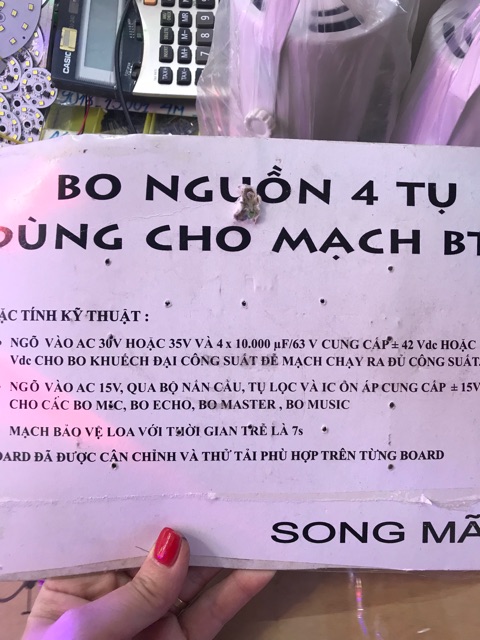 CASIO
BO NGUỒN 4 TỤ
DÙNG CHO MẠCH BT
ẶC TÍNH KỸ THUẬT :
NGÕ VÀO AC 30V HOẶC 35V VÀ 4 x 10.000 µF/63 V CUNG CẤP ± 42 Vdc HOẶC
Vdc CHO BO KHUẾCH ĐẠI CÔNG SUẤT ĐỂ MẠCH CHẠY RA ĐỦ CÔNG SUẤT.
NGÕ VÀO AC 15V, QUA BỘ NẮN CẦU, TỤ LỌC VÀ IC ỔN ÁP CUNG CẤP ± 15V
CHO CÁC BO MIC, BO ECHO, BO MASTER , BO MUSIC
MẠCH BẢO VỆ LOA VỚI THỜI GIAN TRỄ LÀ 7s
OARD ĐÃ ĐƯỢC CÂN CHỈNH VÀ THỬ TẢI PHÙ HỢP TRÊN TỪNG BOARD
SONG MÃ